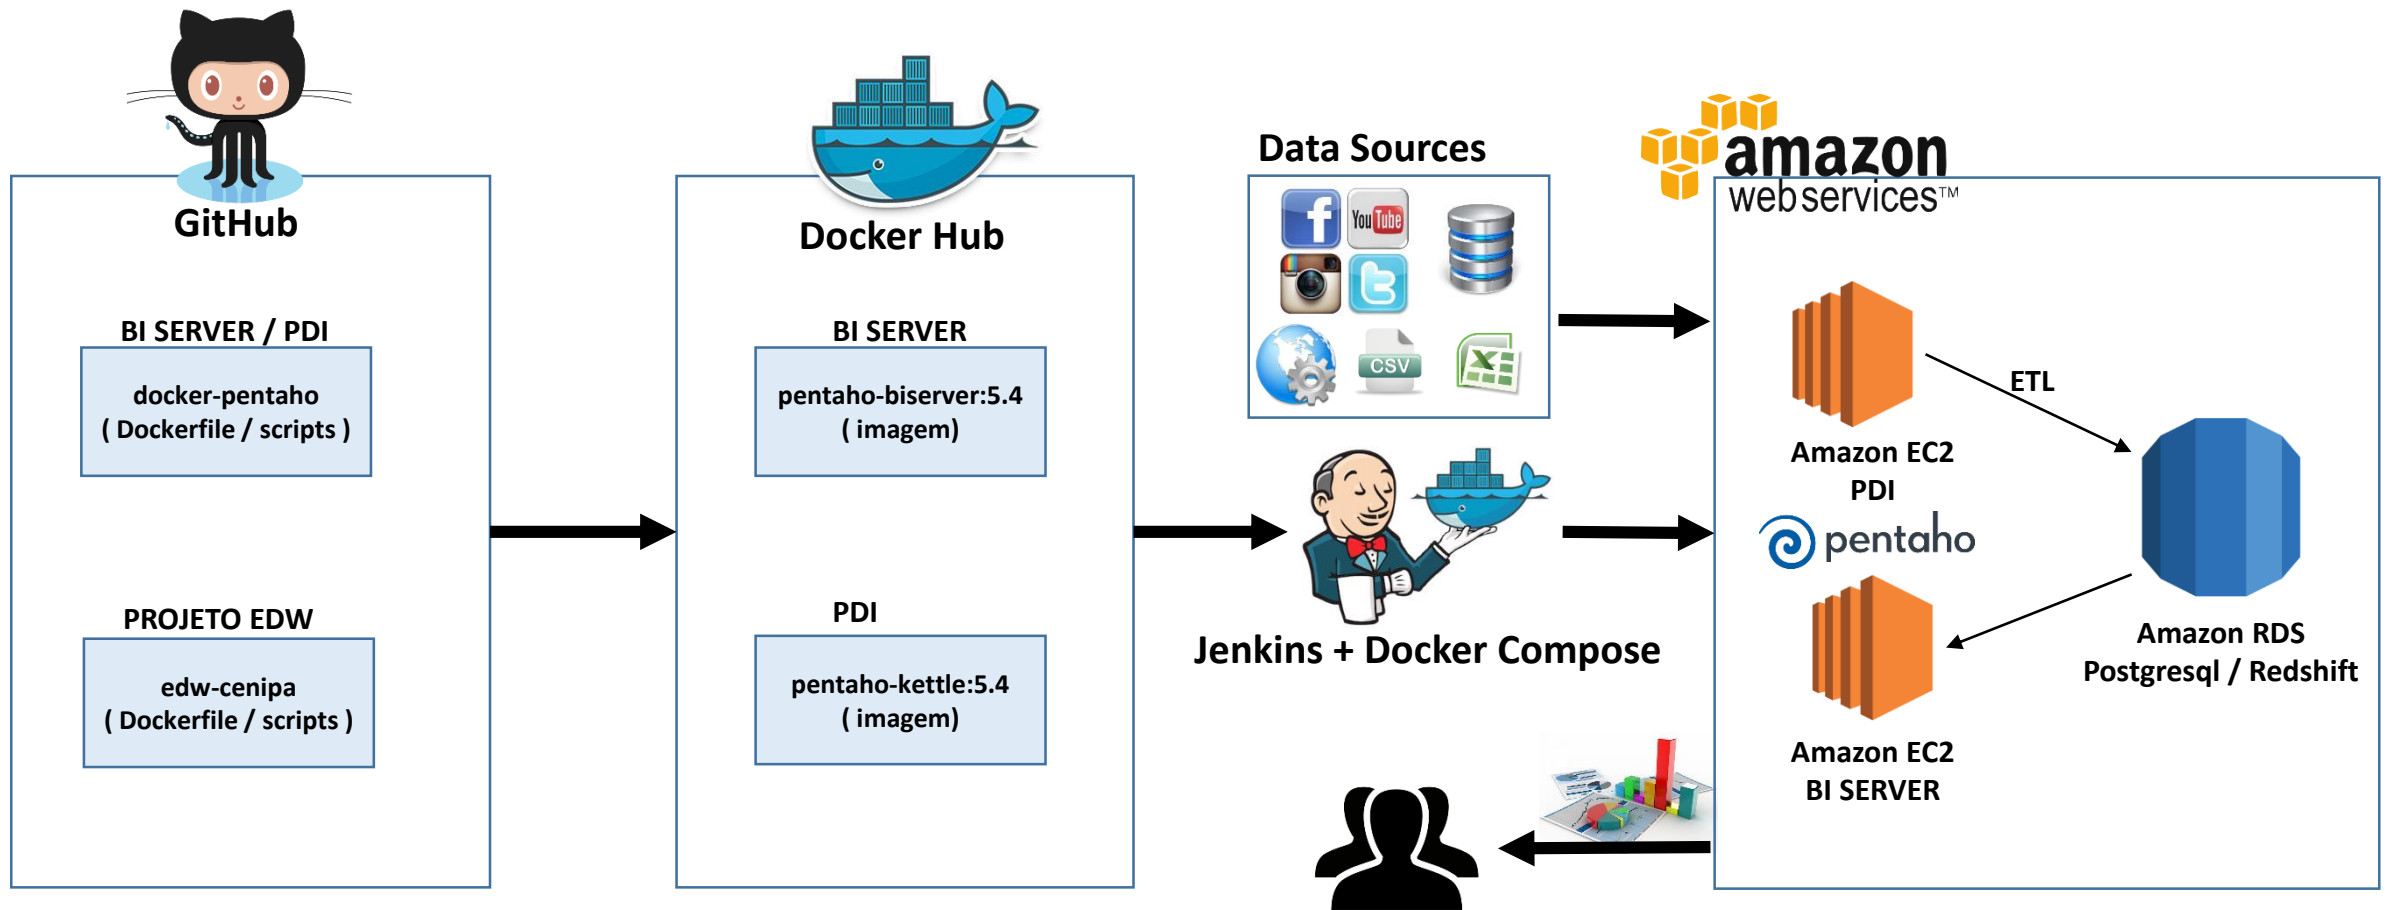 GitHub
BI SERVER / PDI
docker-pentaho
( Dockerfile / scripts )
PROJETO EDW
edw-cenipa
( Dockerfile / scripts )
Docker Hub
BI SERVER
pentaho-biserver:5.4
( imagem)
PDI
pentaho-kettle:5.4
( imagem)
Data Sources
You Tube
CSV
Jenkins + Docker Compose
amazon
webservices™
ETL
Amazon EC2
PDI
pentaho
Amazon RDS
Postgresql / Redshift
Amazon EC2
BI SERVER